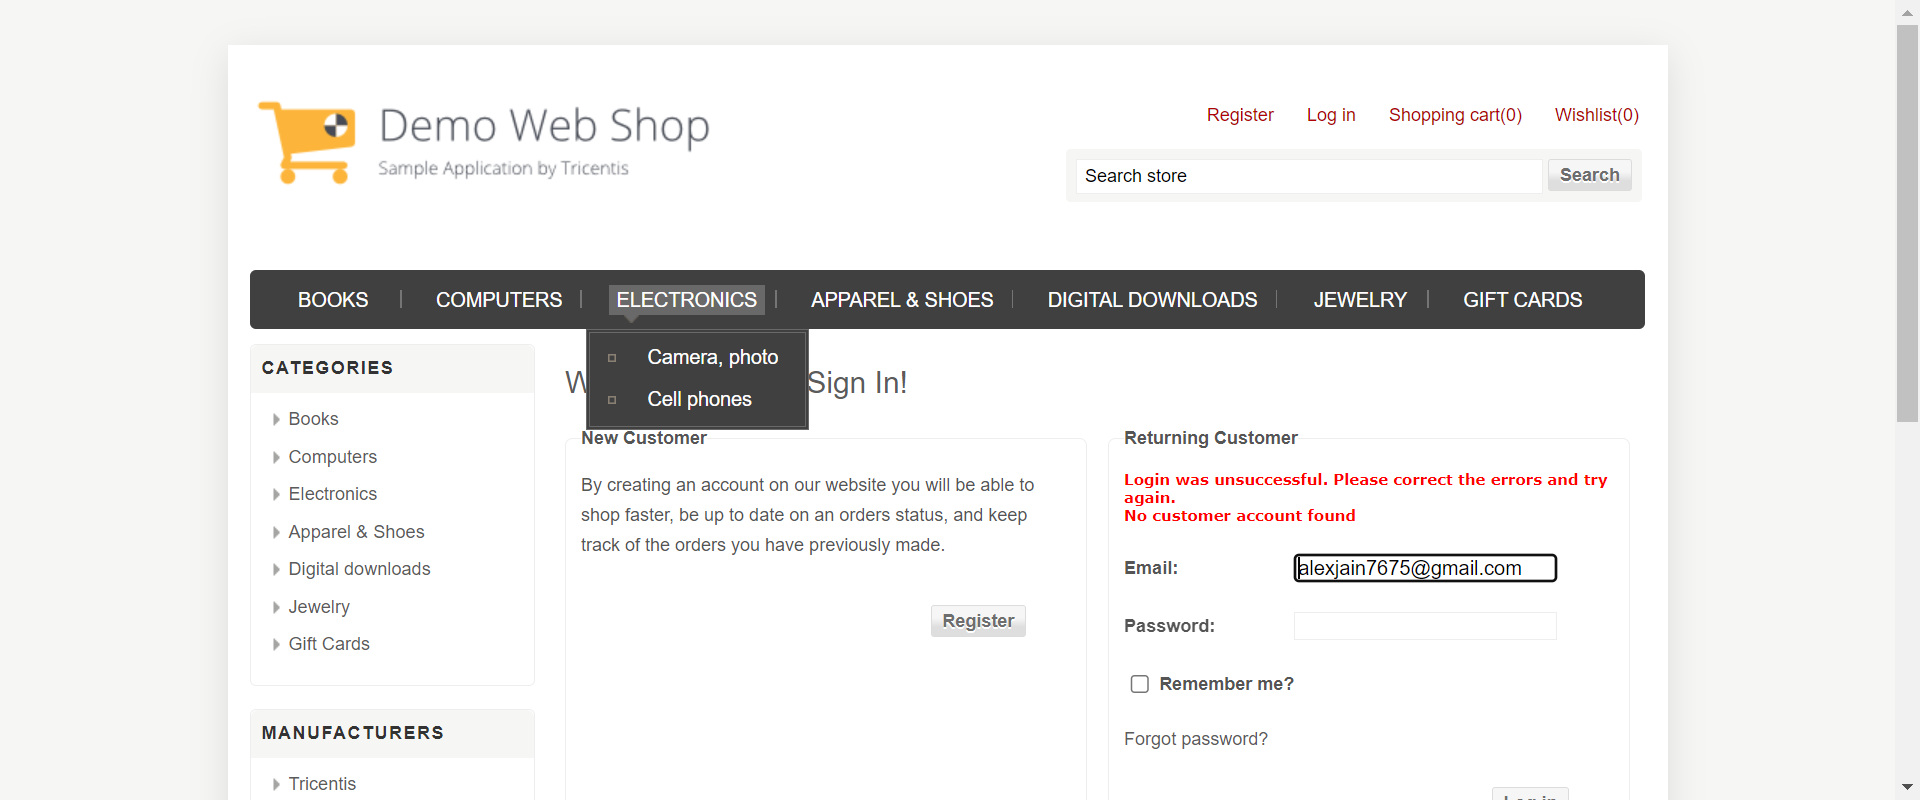 Demo Web Shop
Sample Application by Tricentis
Register Log in Shopping cart(0) Wishlist(0)
Search store Search
BOOKS COMPUTERS ELECTRONICS APPAREL & SHOES DIGITAL DOWNLOADS JEWELRY GIFT CARDS
Camera, photo
Cell phones
CATEGORIES
Books
Computers
Electronics
Apparel & Shoes
Digital downloads
Jewelry
Gift Cards
MANUFACTURERS
Tricentis
Sign In!
New Customer
By creating an account on our website you will be able to
shop faster, be up to date on an orders status, and keep
track of the orders you have previously made.
Register
Returning Customer
Login was unsuccessful. Please correct the errors and try
again.
No customer account found
Email: alexjain7675@gmail.com
Password:
Remember me?
Forgot password?
Log in